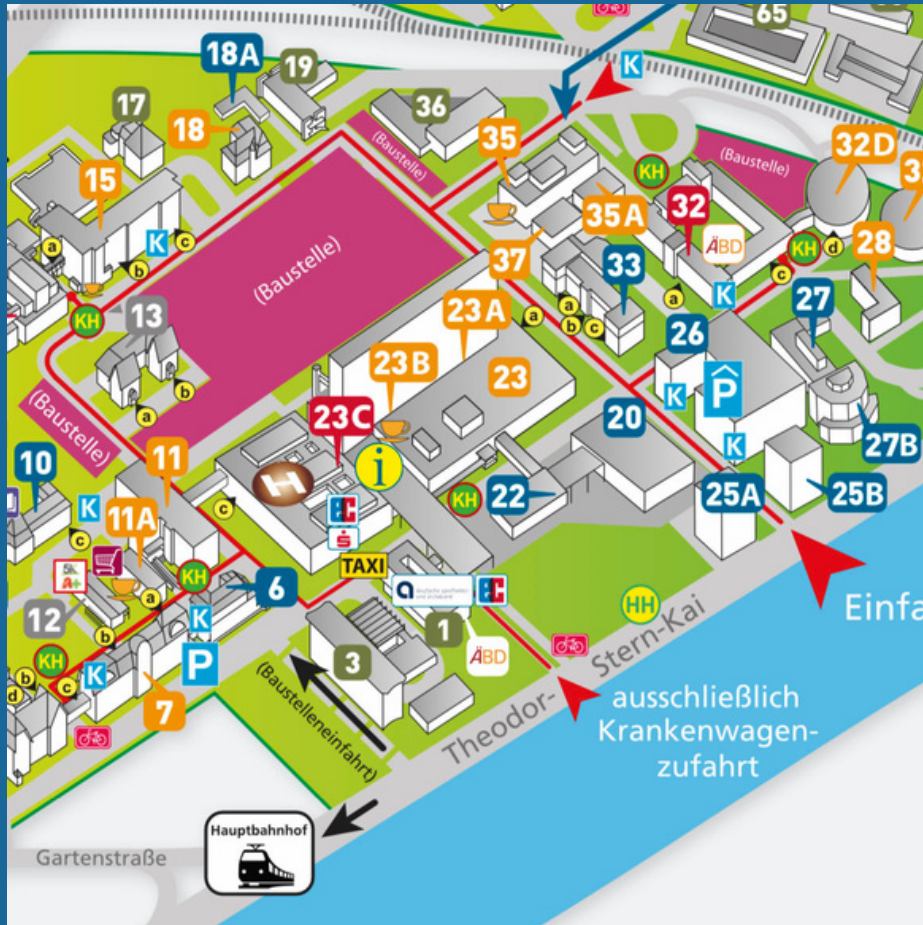 65
K
18A
19
17
36
18
35
KH
(Baustelle)
(Baustelle)
32D
3
15
35A
32
ÄBD
K
a
b
c
37
KH
d
28
(Baustelle)
33
a
c
K
KH
13
23A
a
a
b
c
26
27
23B
23
K
P
a
b
(Baustelle)
23C
20
K
27B
10
11
H
i
KH
22
25A
25B
K
11A
c
EC
S
c
TAXI
A+
KH
6
a
EC
HH
12
b
K
1
Einfa
KH
3
ÄBD
Stern-Kai
b
d
c
K
P
(Baustelleneinfahrt)
ausschließlich
7
Theodor-
Krankenwagen-
zufahrt
Hauptbahnhof
Gartenstraße